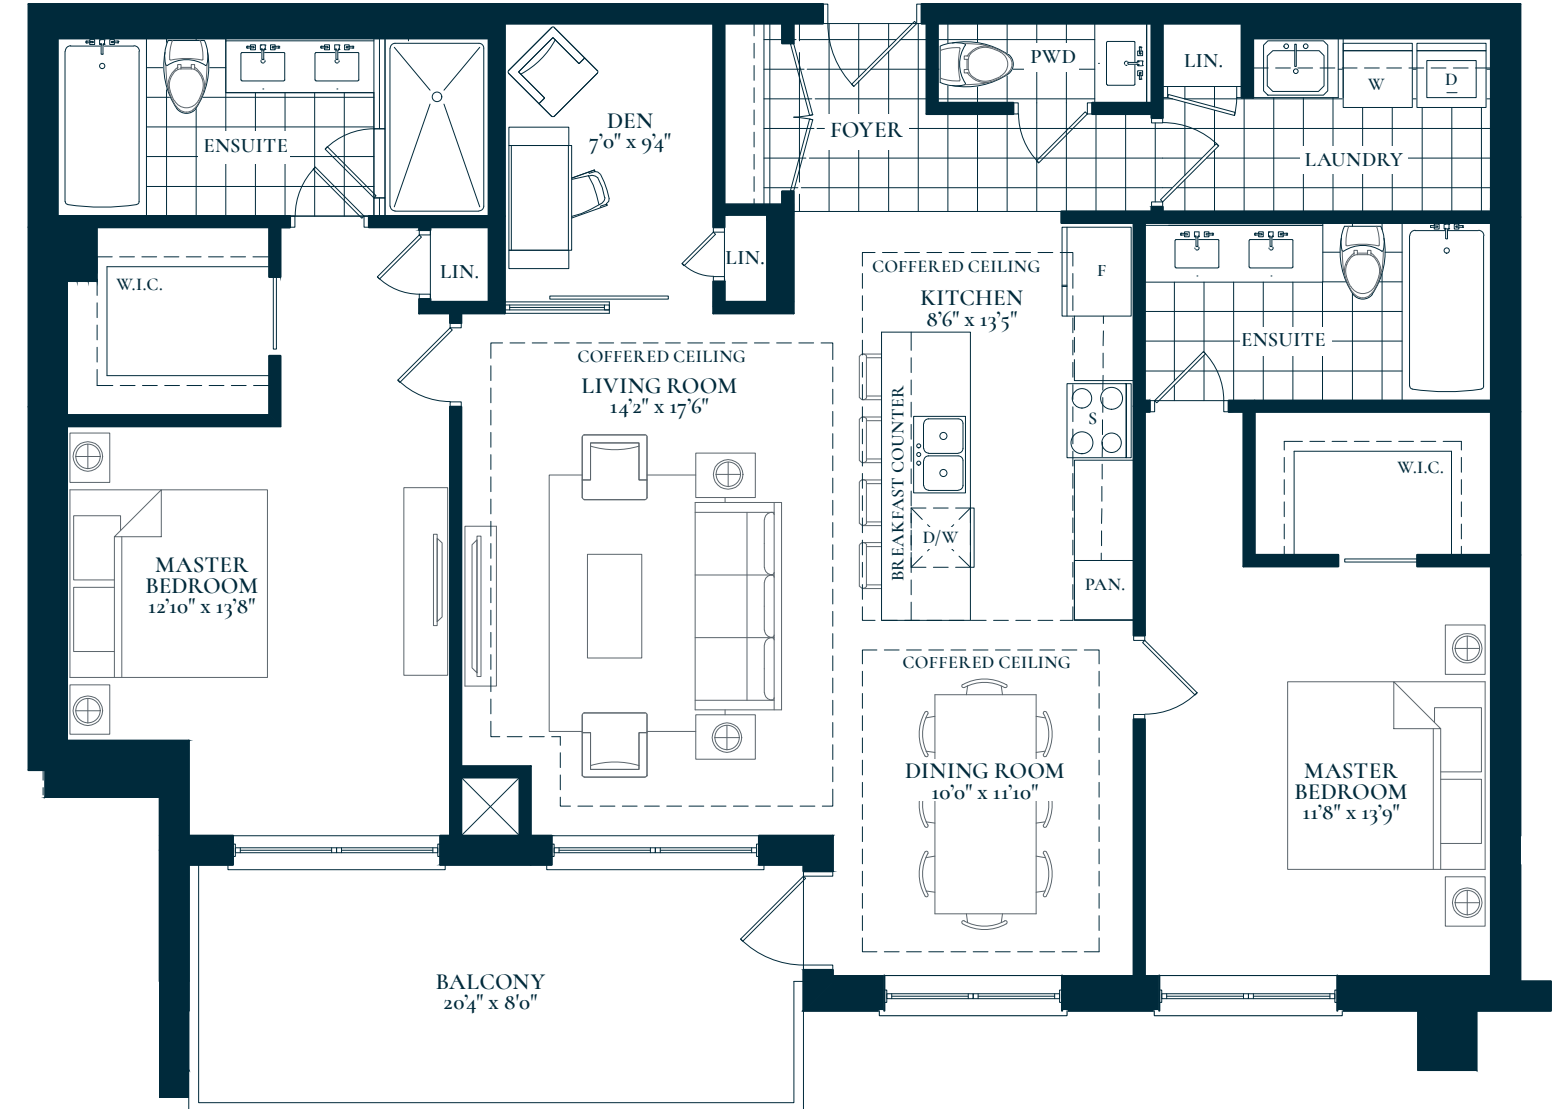 ENSUITE
DEN
7'0" x 9'4"
FOYER
PWD
LIN.
W
D
LAUNDRY
W.I.C.
LIN.
LIN.
COFFERED CEILING
KITCHEN
8'6" x 13'5"
F
ENSUITE
COFFERED CEILING
LIVING ROOM
14'2" x 17'6"
BREAKFAST COUNTER
S
W.I.C.
D/W
PAN.
MASTER
BEDROOM
12'10" x 13'8"
COFFERED CEILING
DINING ROOM
10'0" x 11'10"
MASTER
BEDROOM
11'8" x 13'9"
BALCONY
20'4" x 8'0"